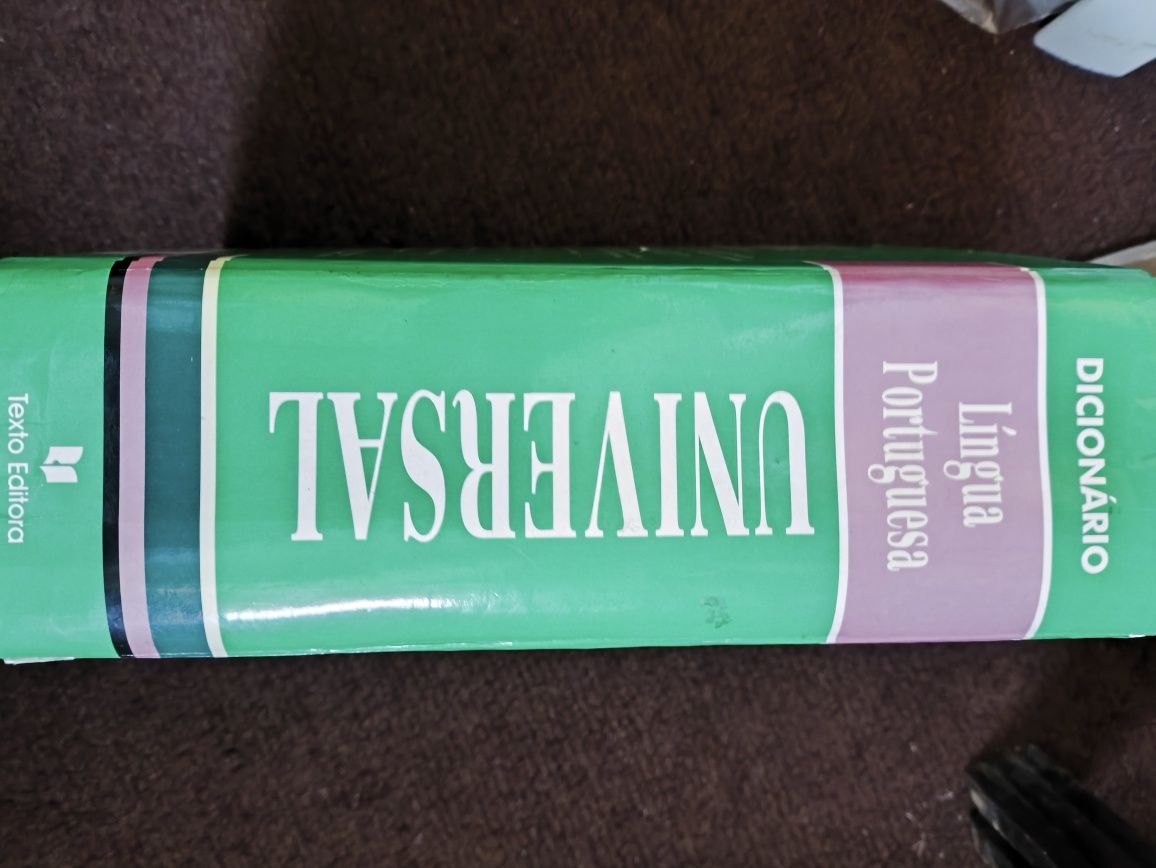 DICIONÁRIO
Língua
Portuguesa
UNIVERSAL
Texto Editora